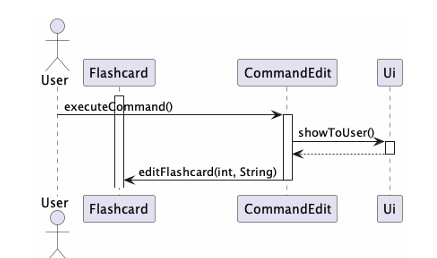 User
Flashcard
CommandEdit
Ui
executeCommand()
showToUser()
editFlashcard(int, String)
User
Flashcard
CommandEdit
Ui